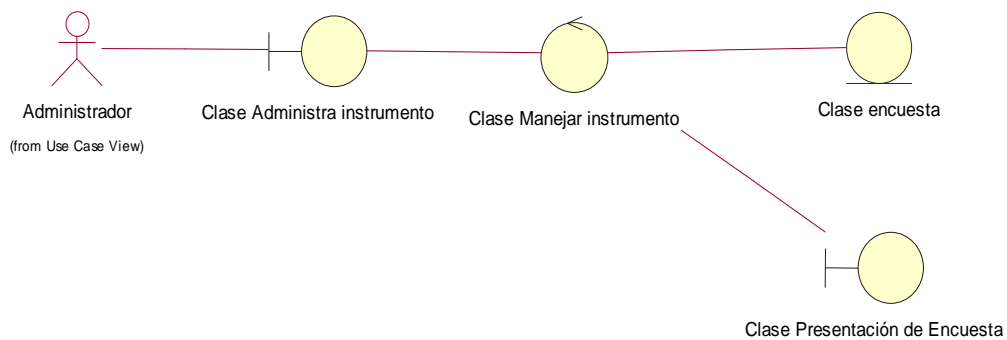 Administrador
(from Use Case View)
Clase Administra instrumento
Clase Manejar instrumento
Clase encuesta
Clase Presentación de Encuesta